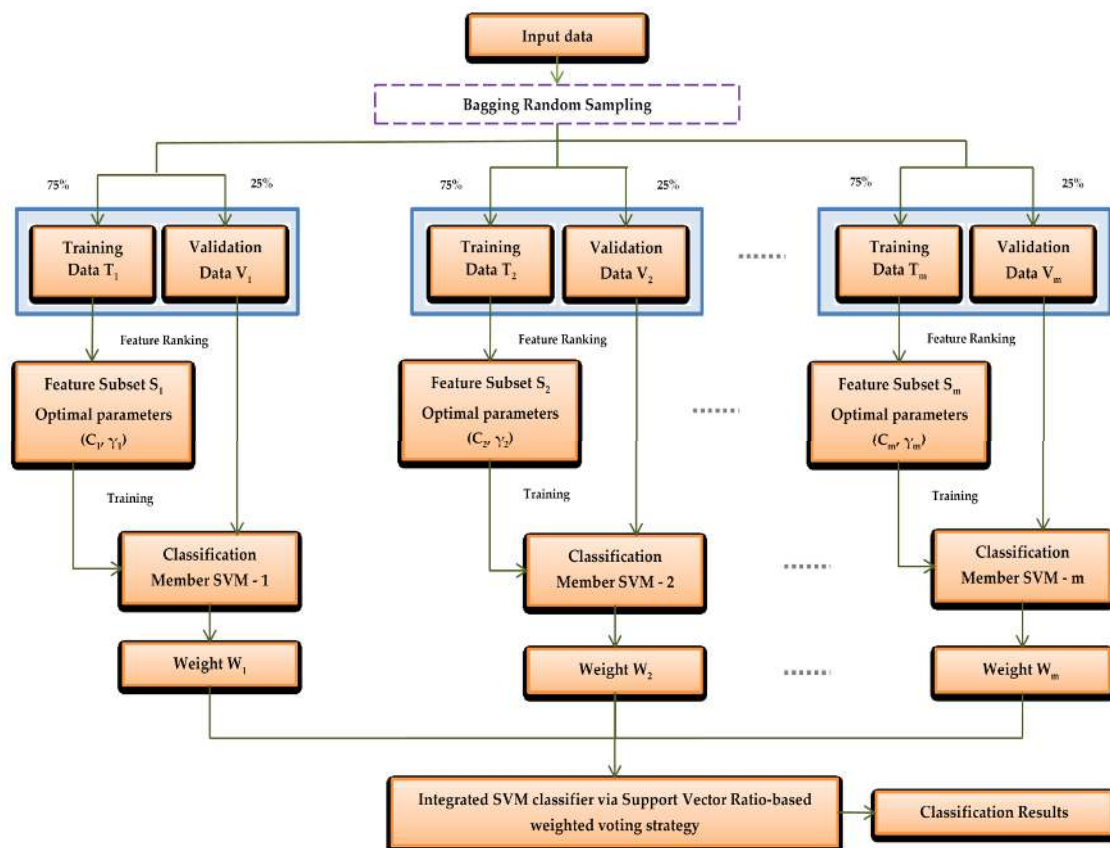 Input data
Bagging Random Sampling
75%
25%
75%
25%
75%
25%
Training
Data T₁
Validation
Data V₁
Training
Data T₂
Validation
Data V₂
Training
Data Tₘ
Validation
Data Vₘ
Feature Ranking
Feature Ranking
Feature Ranking
Feature Subset S₁
Optimal parameters
(C₁, γ₁)
Feature Subset S₂
Optimal parameters
(C₂, γ₂)
Feature Subset Sₘ
Optimal parameters
(Cₘ, γₘ)
Training
Training
Training
Classification
Member SVM - 1
Classification
Member SVM - 2
Classification
Member SVM - m
Weight W₁
Weight W₂
Weight Wₘ
Integrated SVM classifier via Support Vector Ratio-based
weighted voting strategy
Classification Results